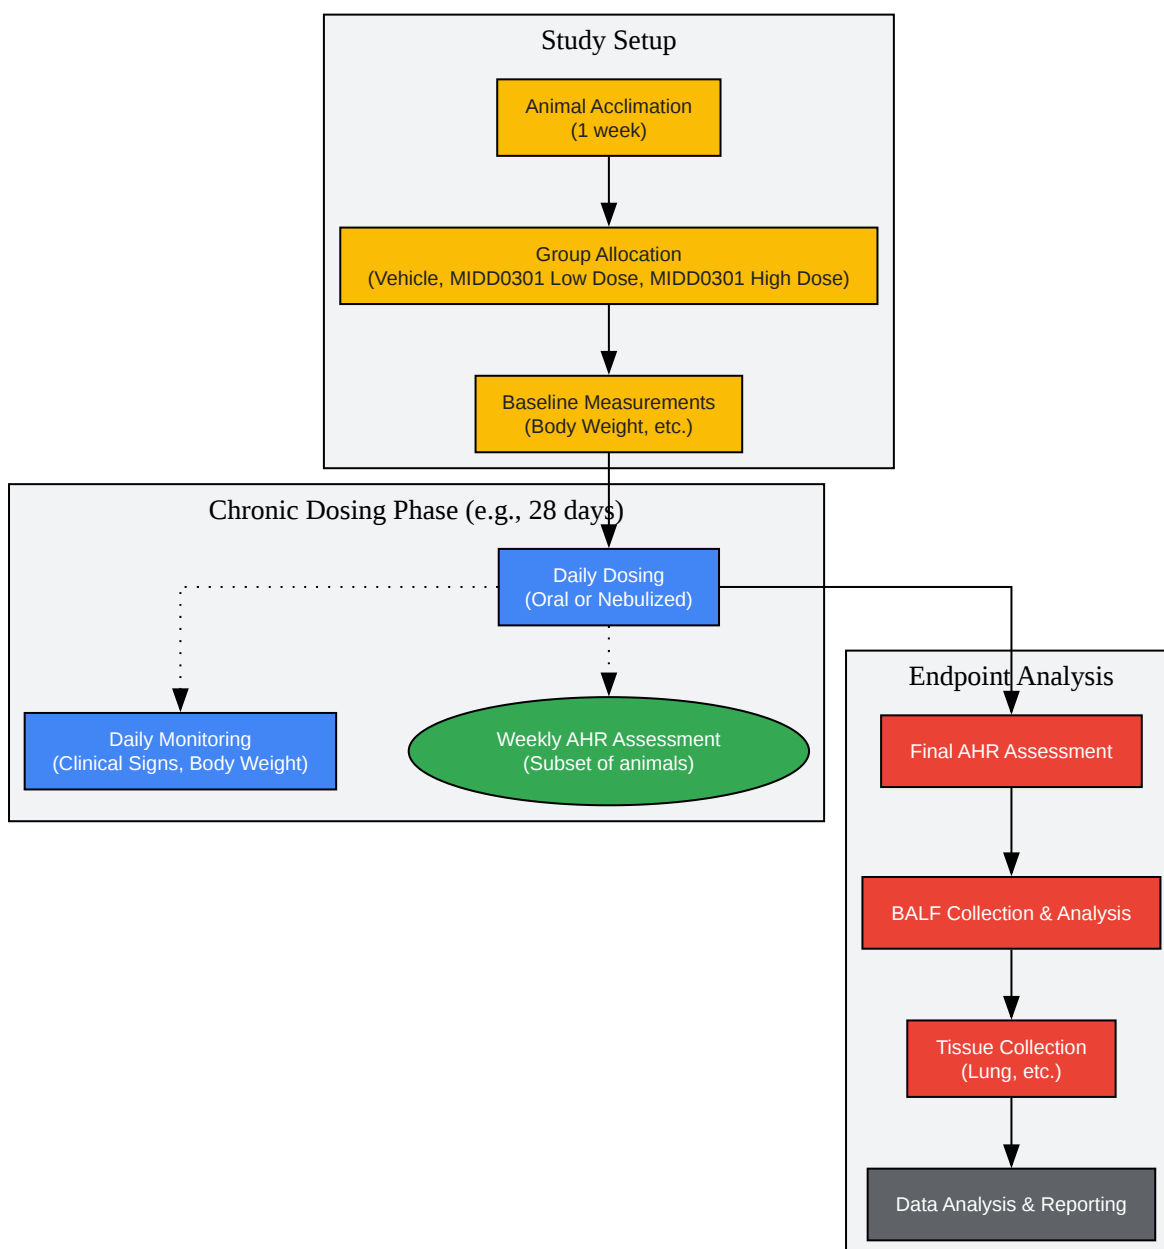 Study Setup
Animal Acclimation
(1 week)
Group Allocation
(Vehicle, MIDD0301 Low Dose, MIDD0301 High Dose)
Baseline Measurements
(Body Weight, etc.)
Chronic Dosing Phase (e.g., 28 days)
Daily Dosing
(Oral or Nebulized)
Daily Monitoring
(Clinical Signs, Body Weight)
Weekly AHR Assessment
(Subset of animals)
Endpoint Analysis
Final AHR Assessment
BALF Collection & Analysis
Tissue Collection
(Lung, etc.)
Data Analysis & Reporting